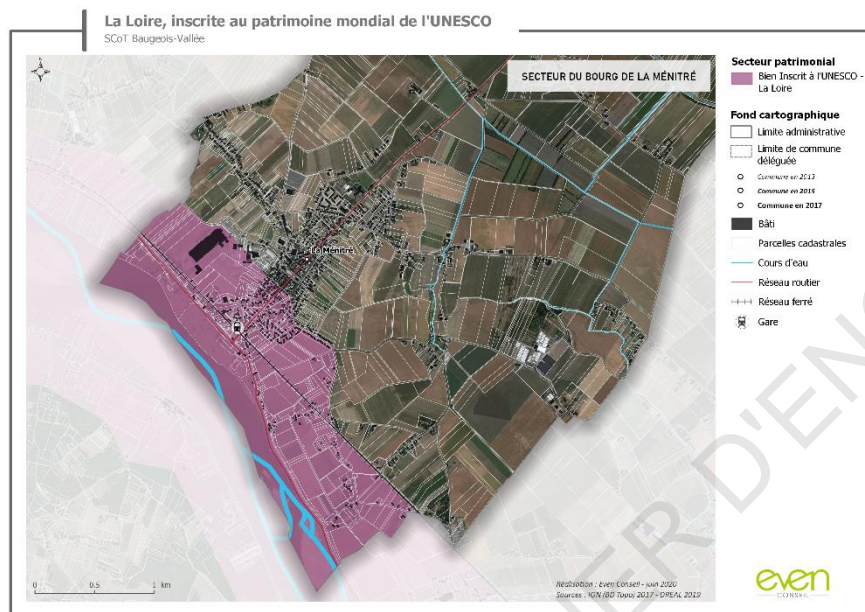 La Loire, inscrite au patrimoine mondial de l'UNESCO
SCoT Baugeois-Vallée
SECTEUR DU BOURG DE LA MÉNITRÉ
La Ménitré
0 0.5 1 km
Réalisation : Even Conseil - juin 2020
Sources : IGN (BD Topo) 2017 - DREAL 2019
Secteur patrimonial
Bien Inscrit à l'UNESCO -
La Loire
Fond cartographique
Limite administrative
Limite de commune
déléguée
Commune en 2013
Commune en 2015
Commune en 2017
Bâti
Parcelles cadastrales
Cours d'eau
Réseau routier
Réseau ferré
Gare
even
CONSEIL
ER D'EN